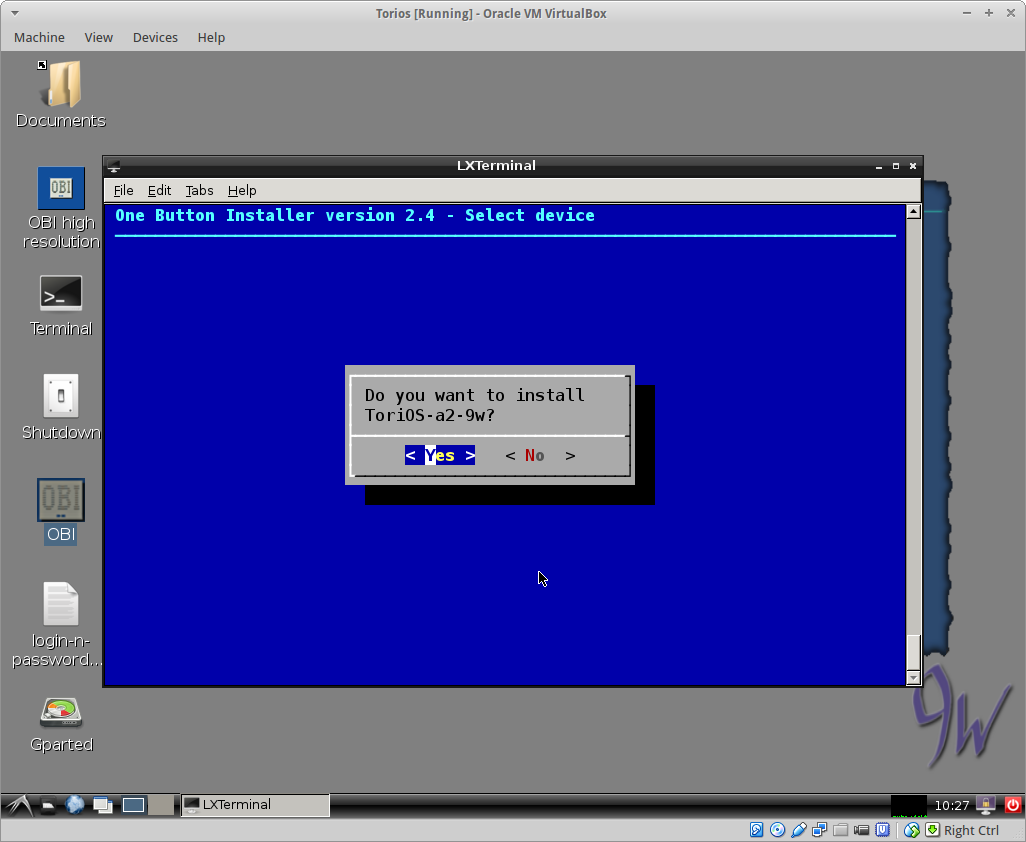 Torios [Running] - Oracle VM VirtualBox
Machine View Devices Help
Documents
OBI
OBI high
resolution
>_
Terminal
Shutdown
OBI
OBI
login-n-
password...
Gparted
LXTerminal
File Edit Tabs Help
One Button Installer version 2.4 - Select device
Do you want to install
ToriOS-a2-9w?
< Yes > < No >
9W
LXTerminal
10:27
Right Ctrl